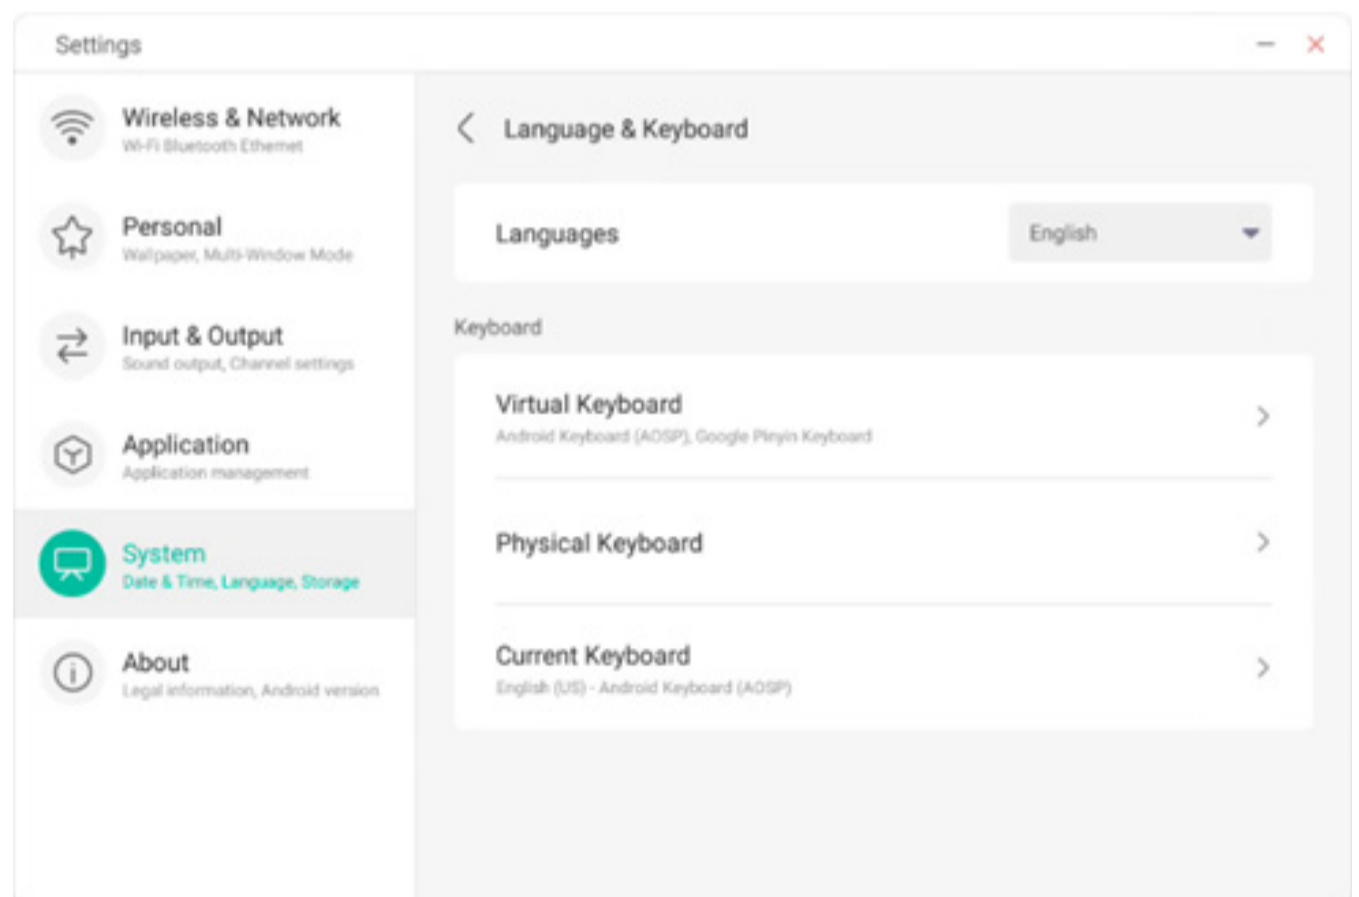 Settings
Wireless & Network
Wi-Fi Bluetooth Ethernet
Personal
Wallpaper, Multi-Window Mode
Input & Output
Sound output, Channel settings
Application
Application management
System
Date & Time, Language, Storage
About
Legal information, Android version
Language & Keyboard
Languages
English
Keyboard
Virtual Keyboard
Android Keyboard (AOSP), Google Pinyin Keyboard
Physical Keyboard
Current Keyboard
English (US) - Android Keyboard (AOSP)